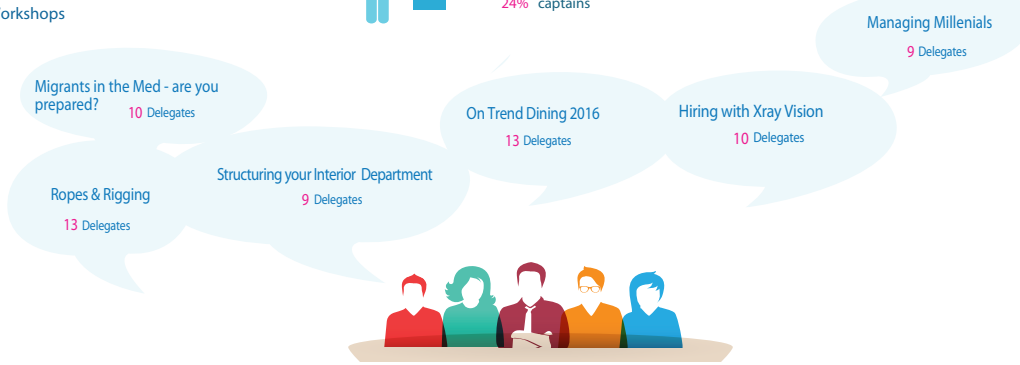 24% captains
orkshops
Managing Millenials
9 Delegates
Migrants in the Med - are you
prepared? 10 Delegates
On Trend Dining 2016
13 Delegates
Hiring with Xray Vision
10 Delegates
Structuring your Interior Department
9 Delegates
Ropes & Rigging
13 Delegates